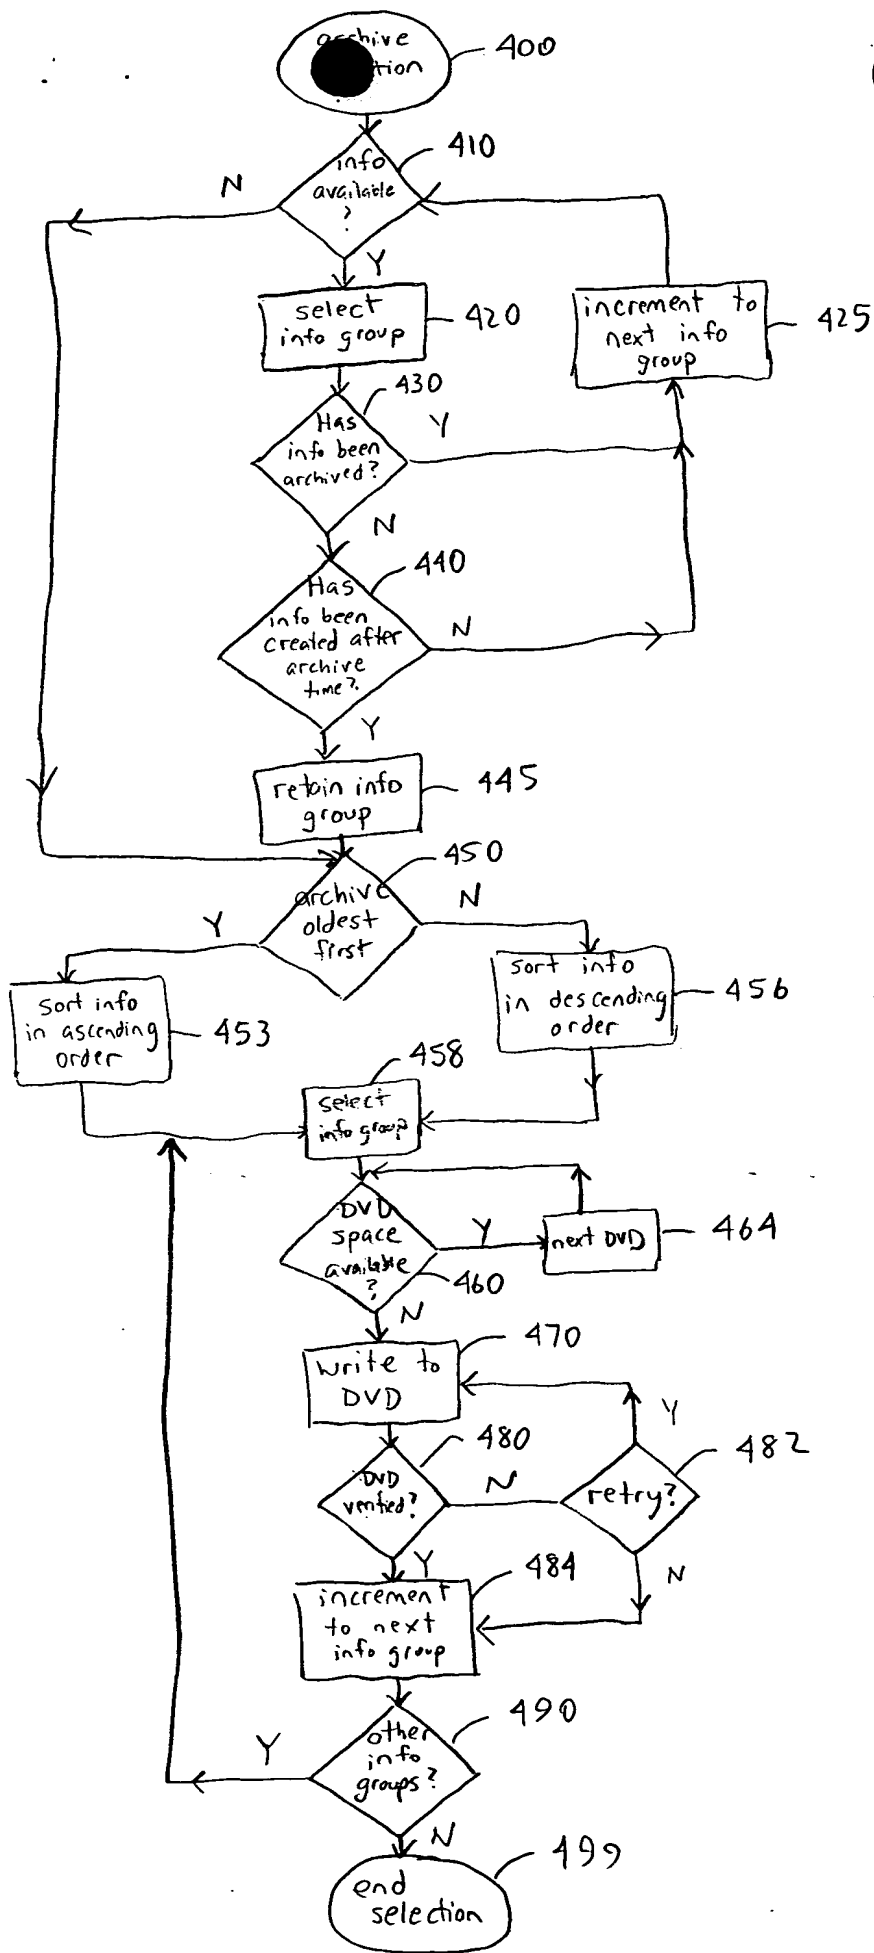 archive
400
410
info
available
?
N
Y
select
info group
420
increment to
next info
group
425
430
Has
info been
archived?
Y
N
440
Has
info been
created after
archive
time?
N
Y
retain info
group
445
450
archive
oldest
first
Y
N
sort info
in ascending
order
453
sort info
in descending
order
456
458
select
info group?
DVD
space
available
?
460
Y
next DVD
464
N
470
write to
DVD
480
DVD
verified?
N
Y
482
retry?
Y
N
484
increment
to next
info group
490
other
info
groups?
Y
N
499
end
selection